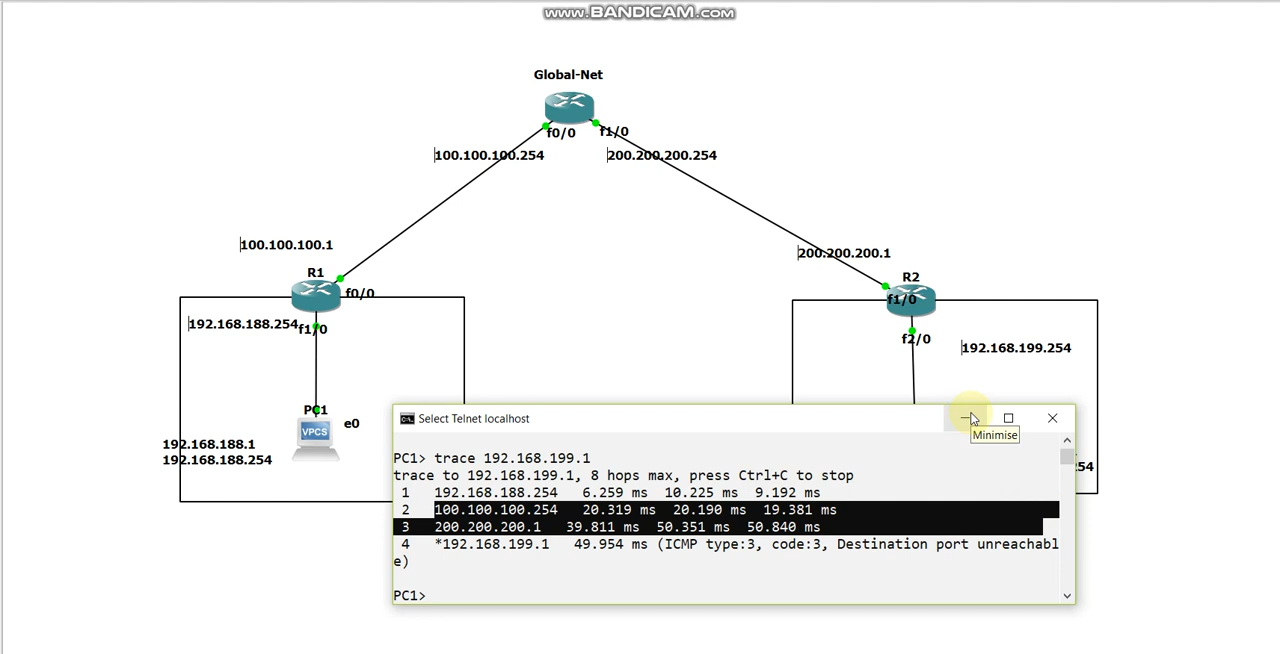 www.BANDICAM.com
Global-Net
f0/0
f1/0
100.100.100.254
200.200.200.254
100.100.100.1
200.200.200.1
R1
R2
f0/0
f1/0
192.168.188.254
f1/0
f2/0
192.168.199.254
PC1
e0
VPCS
192.168.188.1
192.168.188.254
54
Select Telnet localhost
Minimise
PC1> trace 192.168.199.1
trace to 192.168.199.1, 8 hops max, press Ctrl+C to stop
1 192.168.188.254 6.259 ms 10.225 ms 9.192 ms
2 100.100.100.254 20.319 ms 20.190 ms 19.381 ms
3 200.200.200.1 39.811 ms 50.351 ms 50.840 ms
4 *192.168.199.1 49.954 ms (ICMP type:3, code:3, Destination port unreachabl
e)
PC1>